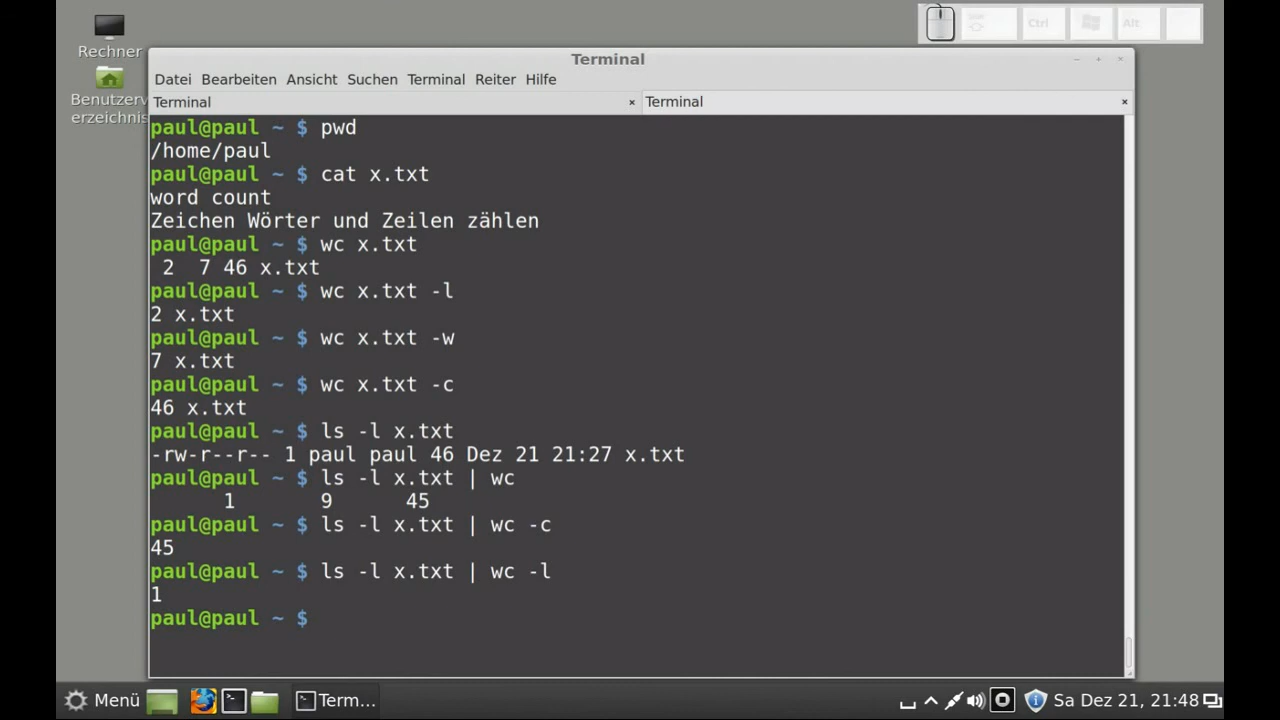 Rechner
Benutzerv
erzeichnis
Ctrl
Alt
Terminal
Datei Bearbeiten Ansicht Suchen Terminal Reiter Hilfe
Terminal × Terminal ×
paul@paul ~ $ pwd
/home/paul
paul@paul ~ $ cat x.txt
word count
Zeichen Wörter und Zeilen zählen
paul@paul ~ $ wc x.txt
 2  7 46 x.txt
paul@paul ~ $ wc x.txt -l
2 x.txt
paul@paul ~ $ wc x.txt -w
7 x.txt
paul@paul ~ $ wc x.txt -c
46 x.txt
paul@paul ~ $ ls -l x.txt
-rw-r--r-- 1 paul paul 46 Dez 21 21:27 x.txt
paul@paul ~ $ ls -l x.txt | wc
      1       9      45
paul@paul ~ $ ls -l x.txt | wc -c
45
paul@paul ~ $ ls -l x.txt | wc -l
1
paul@paul ~ $
Menü
Term...
Sa Dez 21, 21:48